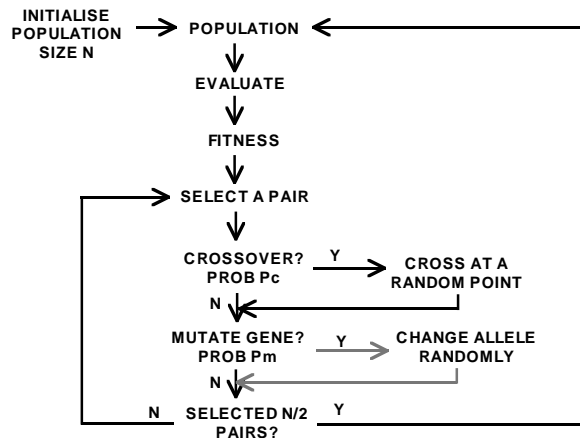 INITIALISE
POPULATION
SIZE N
POPULATION
EVALUATE
FITNESS
SELECT A PAIR
CROSSOVER?
PROB Pc
Y
CROSS AT A
RANDOM POINT
N
MUTATE GENE?
PROB Pm
Y
CHANGE ALLELE
RANDOMLY
N
N
SELECTED N/2
PAIRS?
Y